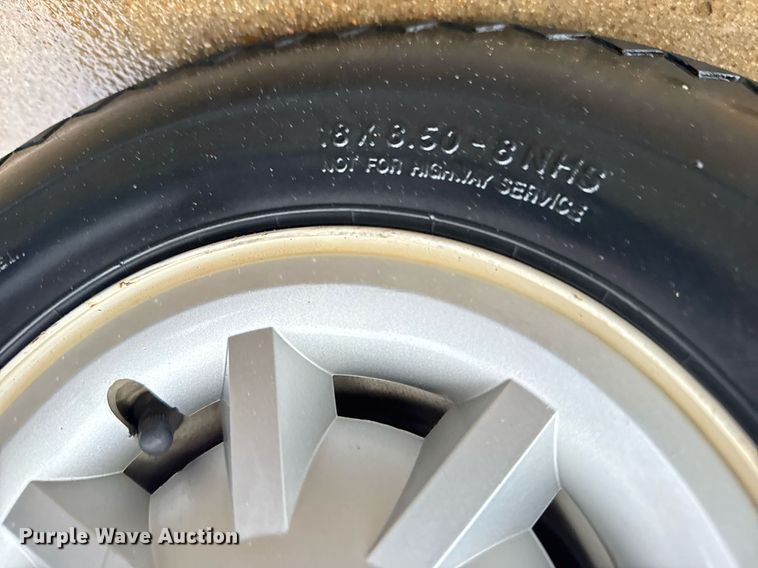 18 X 8.50 - 8 NHS
NOT FOR HIGHWAY SERVICE
Purple Wave Auction